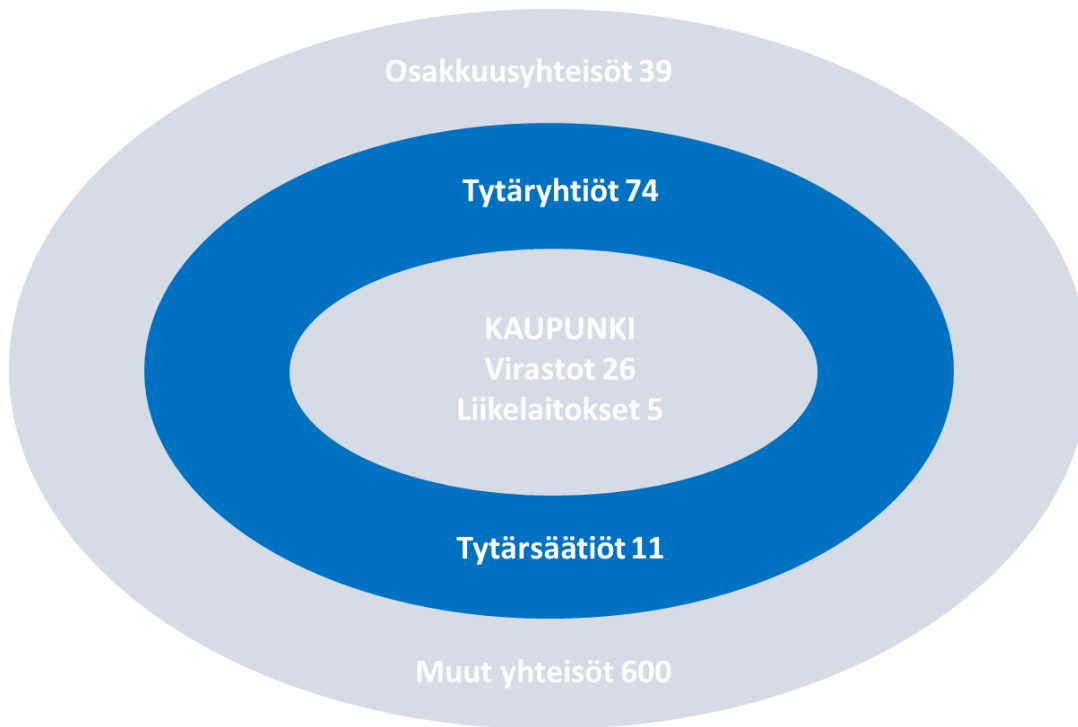 Osakkuusyhteisöt 39
Tytäryhtiöt 74
KAUPUNKI
Virastot 26
Liikelaitokset 5
Tytärsäätiöt 11
Muut yhteisöt 600